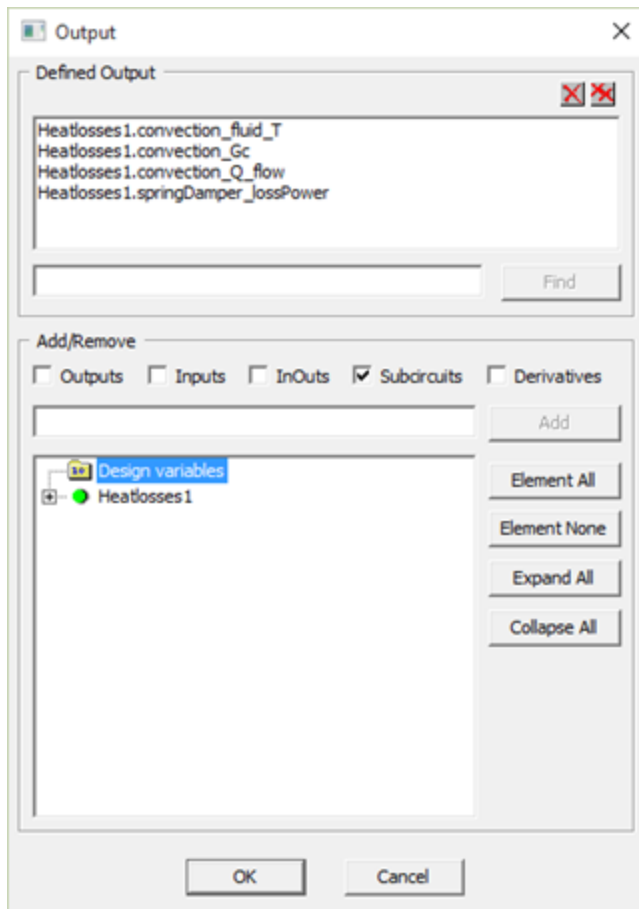 Output
Defined Output
Heatlosses1.convection_fluid_T
Heatlosses1.convection_Gc
Heatlosses1.convection_Q_flow
Heatlosses1.springDamper_lossPower
Find
Add/Remove
Outputs Inputs InOuts Subcircuits Derivatives
Add
Design variables
Heatlosses1
Element All
Element None
Expand All
Collapse All
OK Cancel